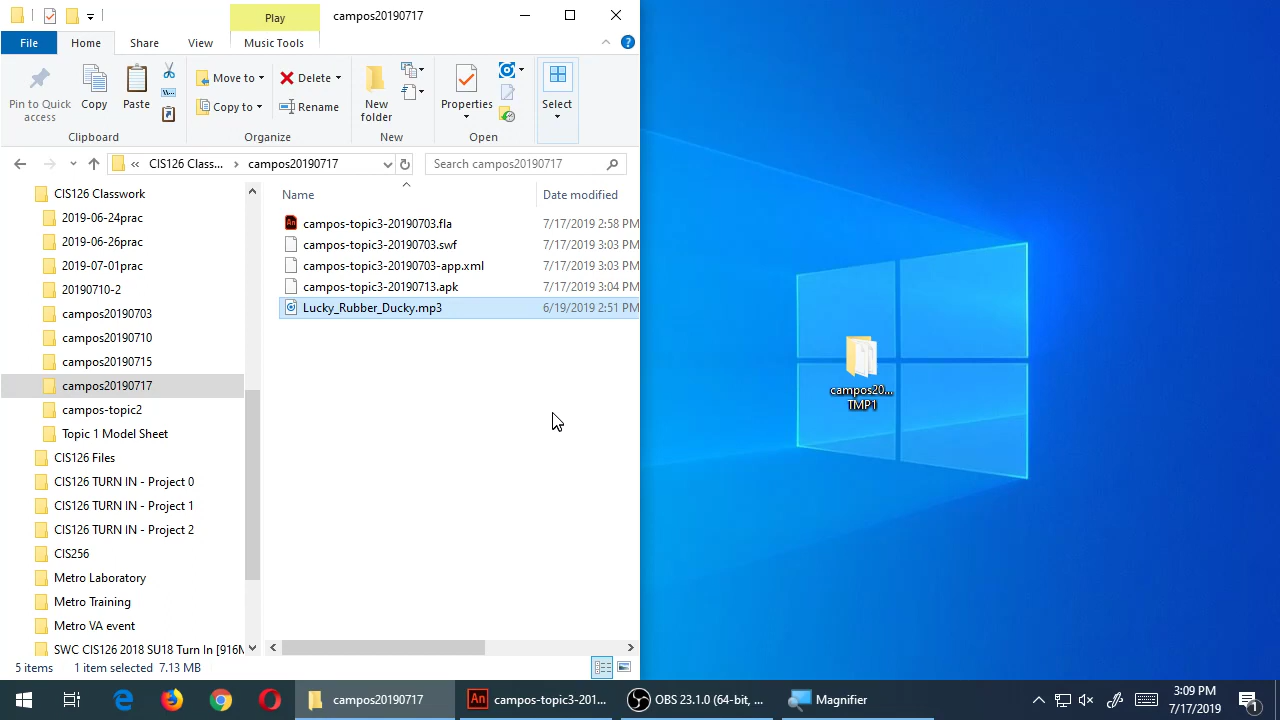 Play
campos20190717
File
Home
Share
View
Music Tools
Pin to Quick
access
Copy
Paste
Move to
Copy to
Delete
Rename
New
folder
Properties
Select
Clipboard
Organize
New
Open
CIS126 Class...
campos20190717
Search campos20190717
CIS126 Classwork
2019-06-24prac
2019-06-26prac
2019-07-01prac
20190710-2
campos20190703
campos20190710
campos20190715
campos20190717
campos-topic2
Topic 1 Model Sheet
CIS126 Files
CIS126 TURN IN - Project 0
CIS126 TURN IN - Project 1
CIS126 TURN IN - Project 2
CIS256
Metro Laboratory
Metro Training
Metro VA event
SWC CIS126 2018 SU18 Turn In [916M
Name
Date modified
campos-topic3-20190703.fla
7/17/2019 2:58 PM
campos-topic3-20190703.swf
7/17/2019 3:03 PM
campos-topic3-20190703-app.xml
7/17/2019 3:03 PM
campos-topic3-20190713.apk
7/17/2019 3:04 PM
Lucky_Rubber_Ducky.mp3
6/19/2019 2:51 PM
5 items
1 item selected 7.13 MB
campos20...
TMP1
campos20190717
An
campos-topic3-201...
OBS 23.1.0 (64-bit, ...
Magnifier
3:09 PM
7/17/2019
1